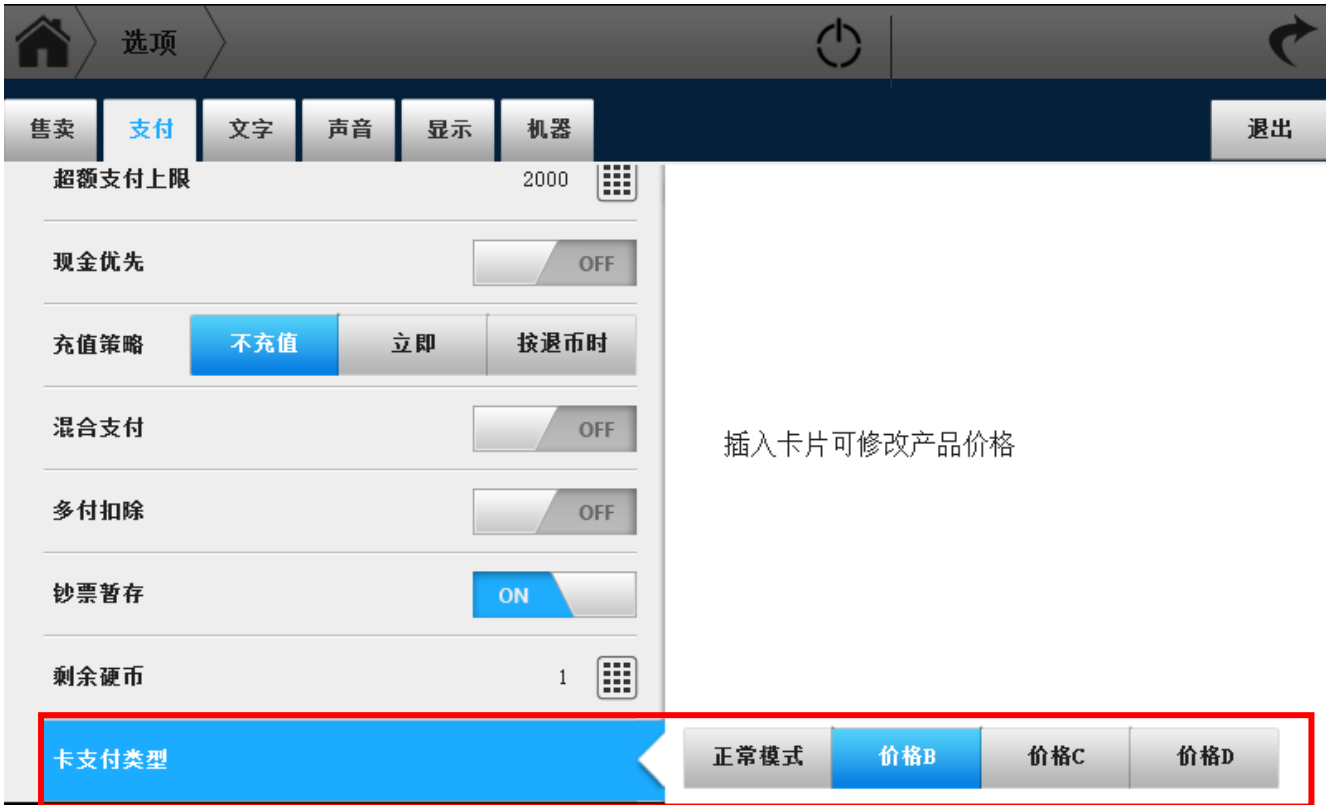 选项
售卖 支付 文字 声音 显示 机器 退出
超额支付上限 2000
现金优先 OFF
充值策略 不充值 立即 按退币时
混合支付 OFF
插入卡片可修改产品价格
多付扣除 OFF
钞票暂存 ON
剩余硬币 1
卡支付类型 正常模式 价格B 价格C 价格D